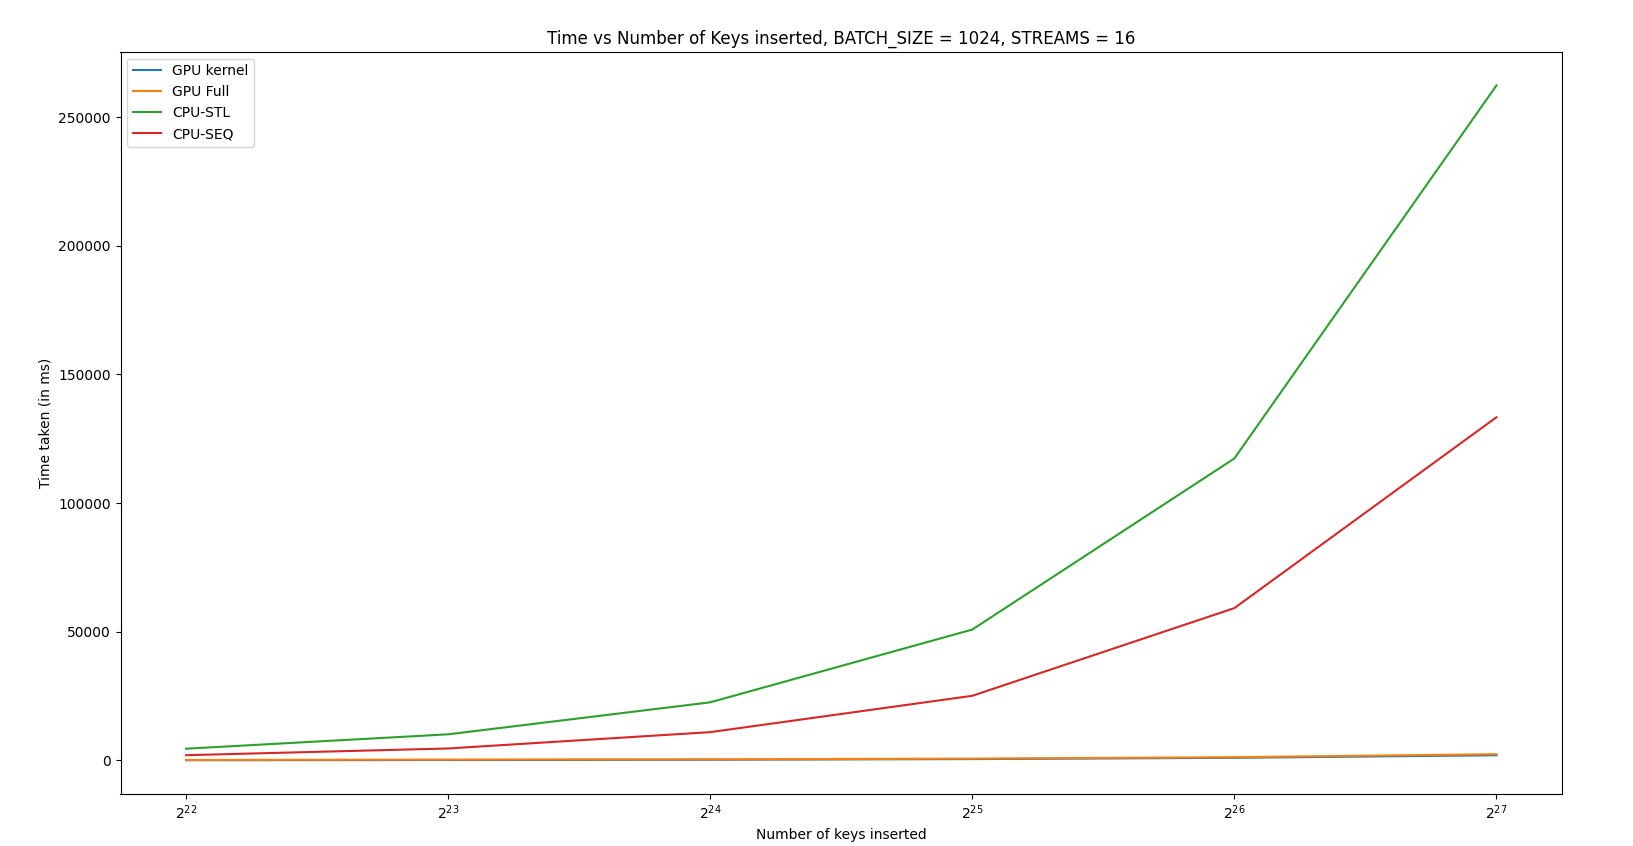 Time vs Number of Keys inserted, BATCH_SIZE = 1024, STREAMS = 16
GPU kernel
GPU Full
CPU-STL
CPU-SEQ
250000
200000
150000
100000
50000
0
Time taken (in ms)
2^22 2^23 2^24 2^25 2^26 2^27
Number of keys inserted